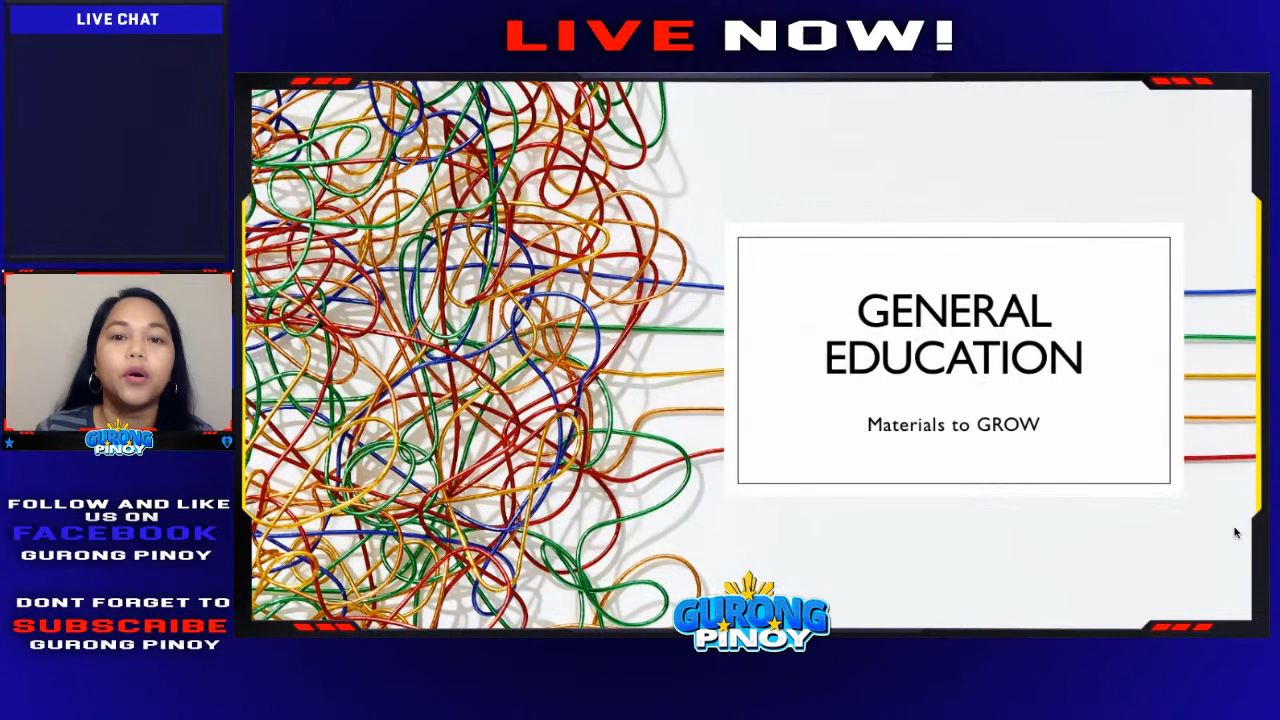 LIVE CHAT
LIVE NOW!
GENERAL
EDUCATION
Materials to GROW
GURONG
PINOY
FOLLOW AND LIKE
US ON
FACEBOOK
GURONG PINOY
DONT FORGET TO
SUBSCRIBE
GURONG PINOY
GURONG
PINOY